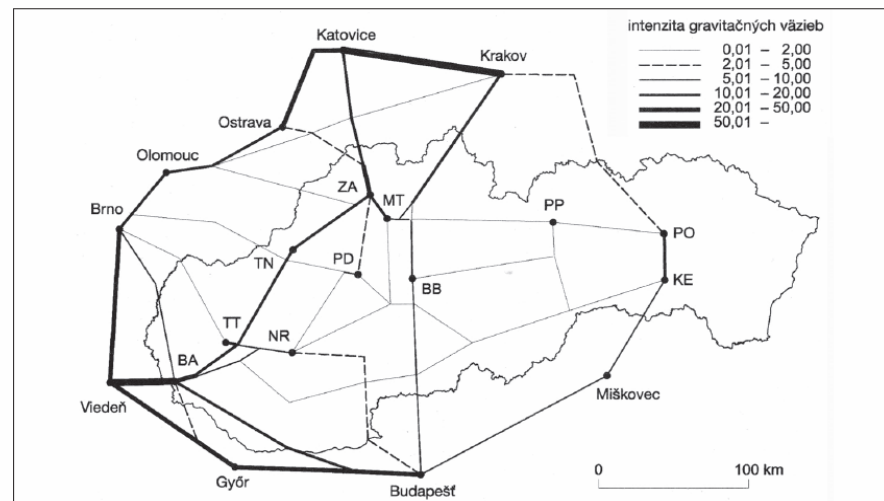 intenzita gravitačných väzieb
0,01 – 2,00
2,01 – 5,00
5,01 – 10,00
10,01 – 20,00
20,01 – 50,00
50,01 –
Katovice
Krakov
Ostrava
Olomouc
ZA
MT
PP
Brno
PO
TN
PD
BB
KE
TT
NR
BA
Viedeň
Miškovec
Győr
Budapešť
0
100 km